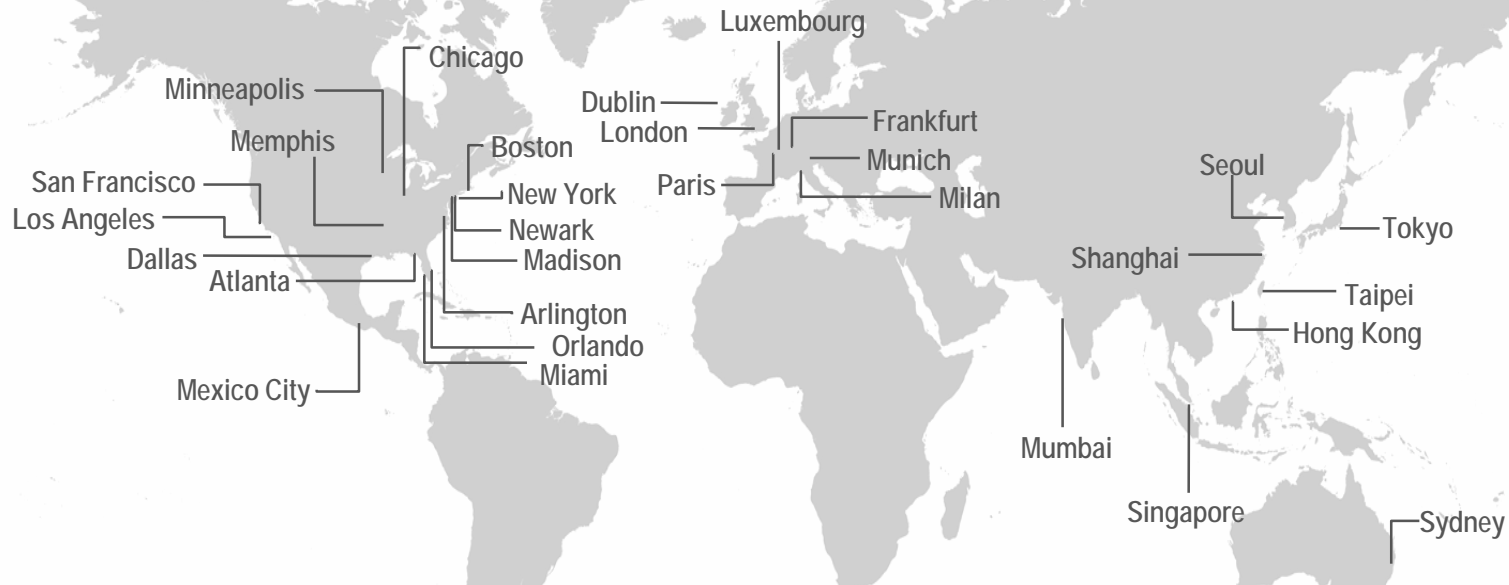 Luxembourg
Chicago
Minneapolis
Dublin
London
Frankfurt
Memphis
Boston
Munich
Seoul
San Francisco
New York
Paris
Milan
Los Angeles
Newark
Tokyo
Dallas
Madison
Shanghai
Atlanta
Taipei
Arlington
Hong Kong
Orlando
Miami
Mexico City
Mumbai
Singapore
Sydney